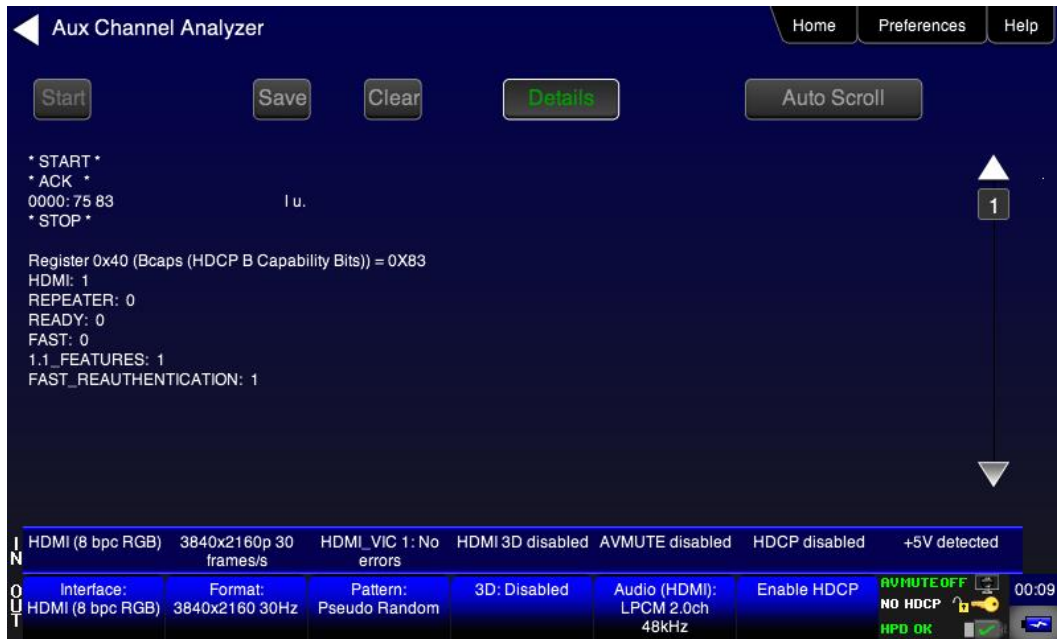 Aux Channel Analyzer
Home
Preferences
Help
Start
Save
Clear
Details
Auto Scroll
* START *
* ACK *
0000: 75 83 l u.
* STOP *
1
Register 0x40 (Bcaps (HDCP B Capability Bits)) = 0X83
HDMI: 1
REPEATER: 0
READY: 0
FAST: 0
1.1_FEATURES: 1
FAST_REAUTHENTICATION: 1
IN
HDMI (8 bpc RGB)
3840x2160p 30
frames/s
HDMI_VIC 1: No
errors
HDMI 3D disabled
AVMUTE disabled
HDCP disabled
+5V detected
OUT
Interface:
HDMI (8 bpc RGB)
Format:
3840x2160 30Hz
Pattern:
Pseudo Random
3D: Disabled
Audio (HDMI):
LPCM 2.0ch
48kHz
Enable HDCP
AVMUTEOFF
NO HDCP
HPD OK
00:09